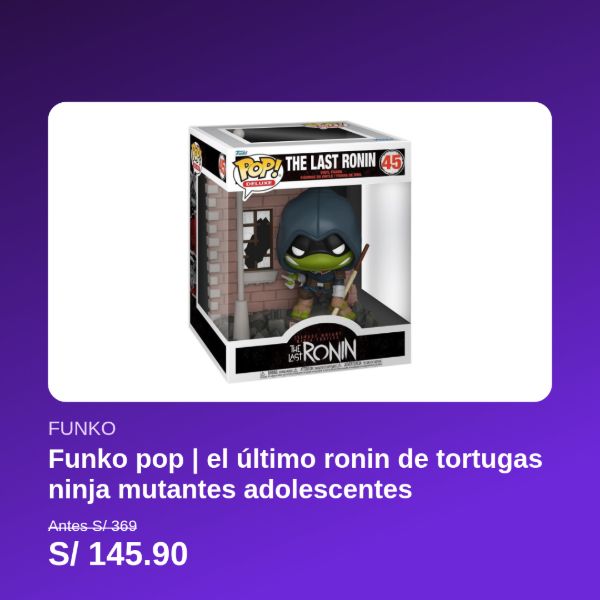 POP!
DELUXE
THE LAST RONIN
45
THE LAST RONIN
FUNKO
Funko pop | el último ronin de tortugas
ninja mutantes adolescentes
Antes S/ 369
S/ 145.90